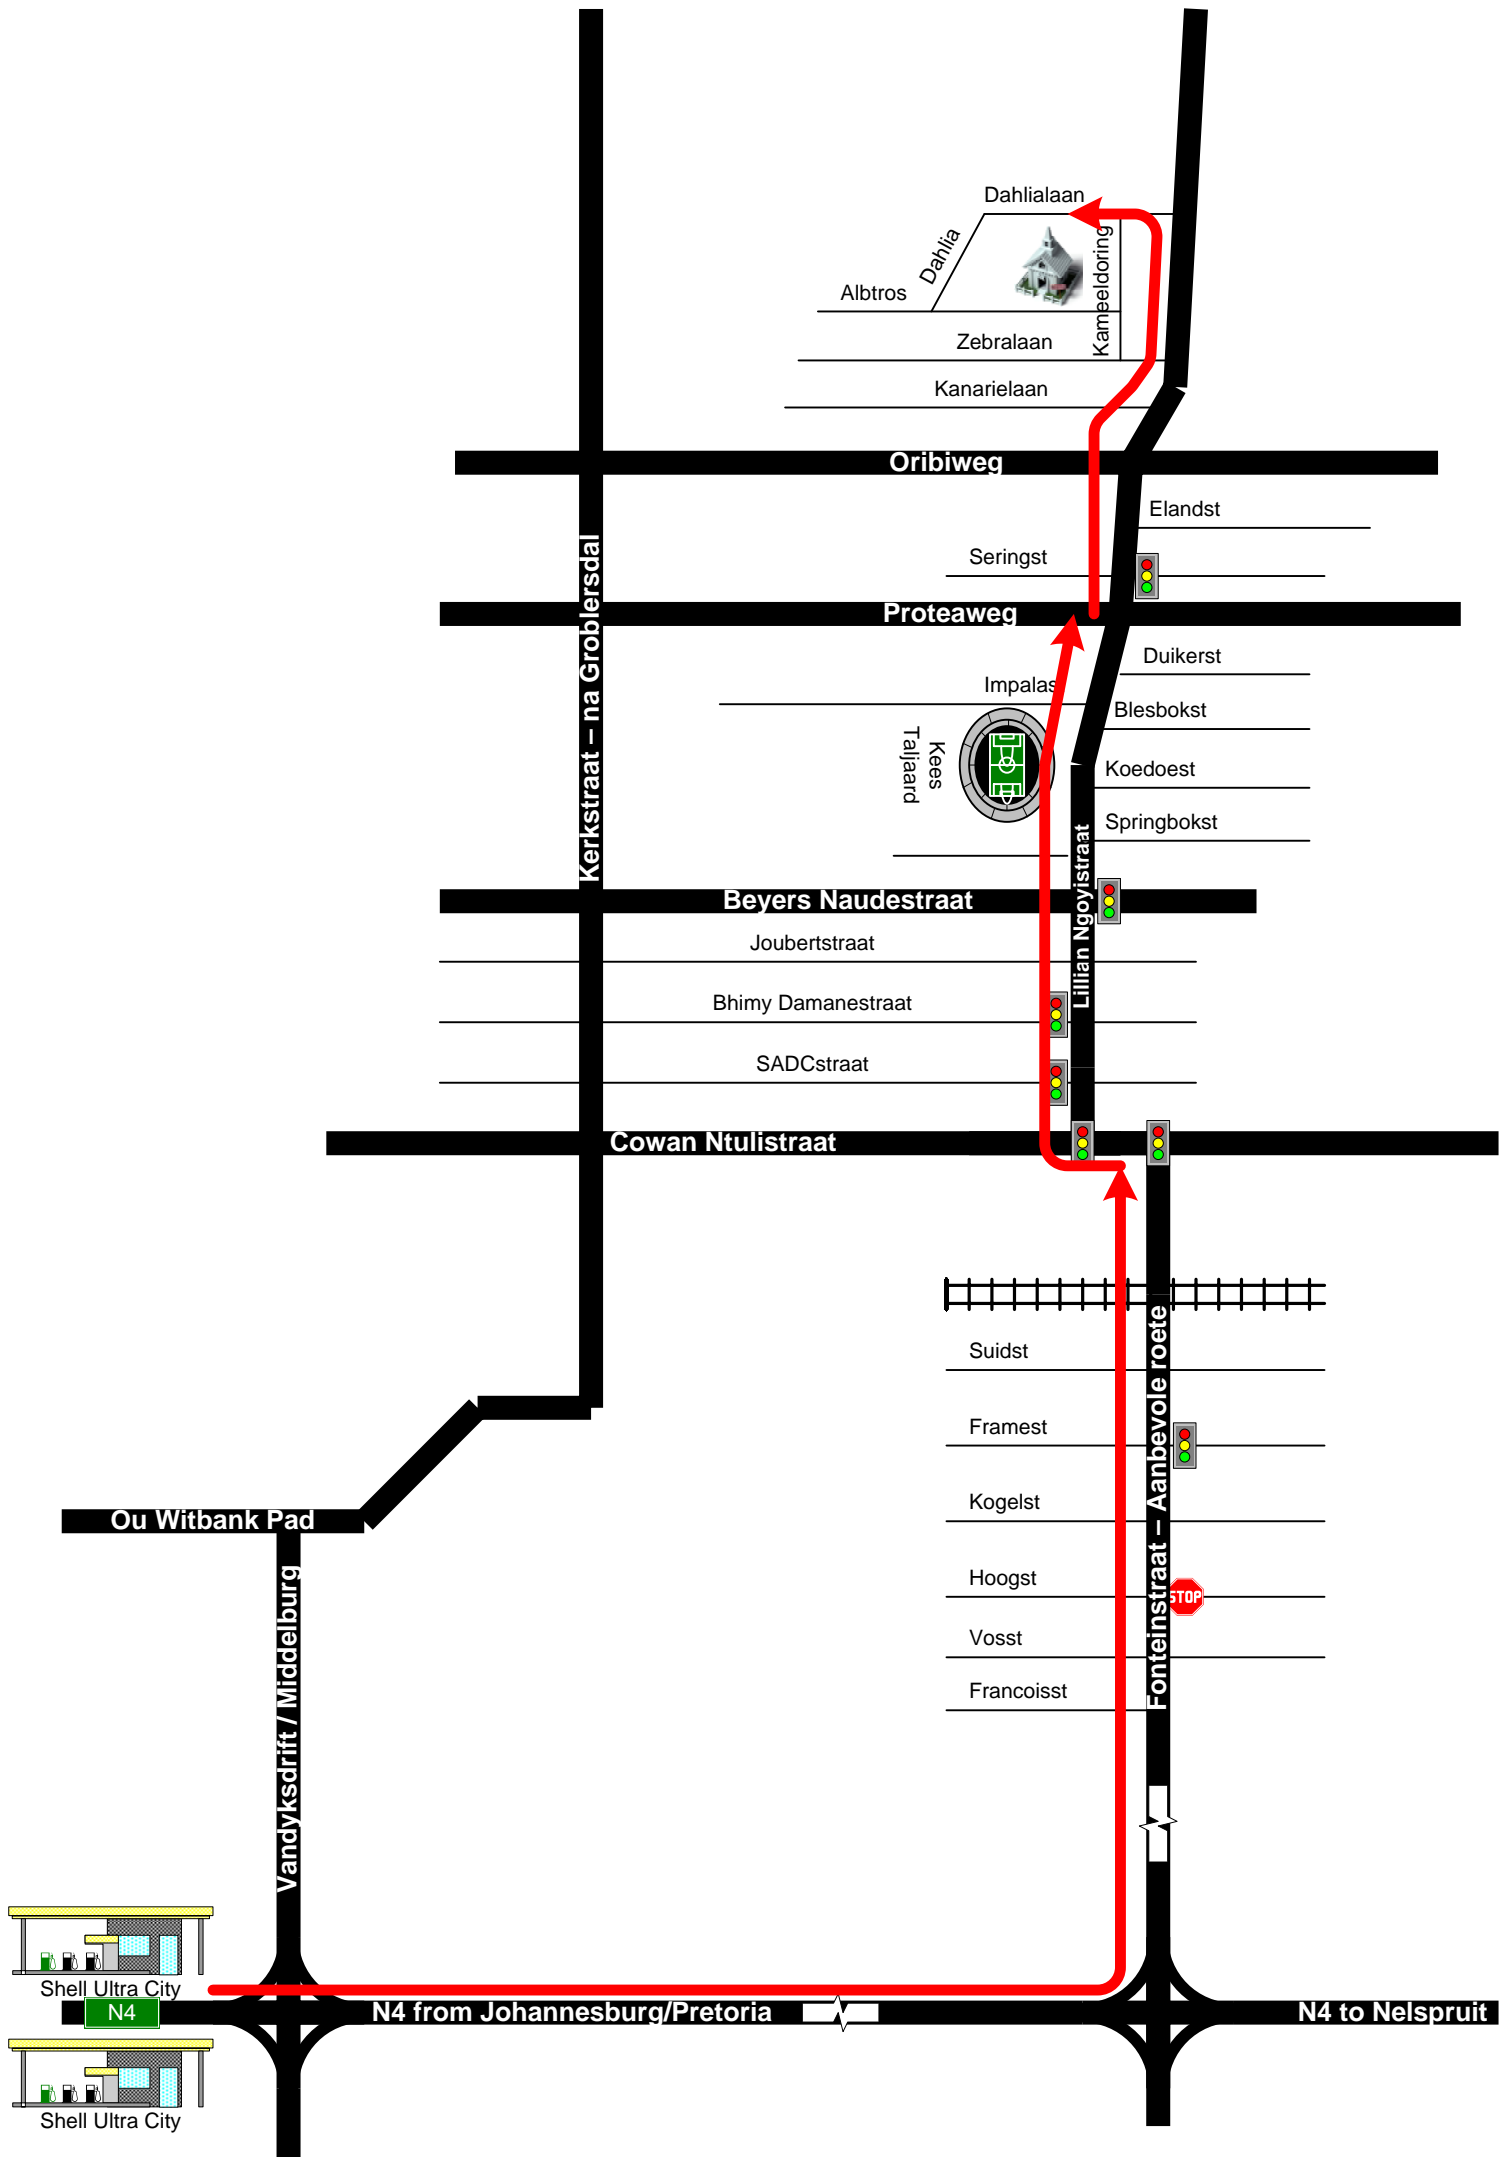 Dahlialaan
Dahlia
Kameeldoring
Albtros
Zebralaan
Kanarielaan
Oribiweg
Elandst
Seringst
Kerkstraat – na Groblersdal
Proteaweg
Duikerst
Impalas
Blesbokst
Kees
Taljaard
Koedoest
Springbokst
Lillian Ngoyistraat
Beyers Naudestraat
Joubertstraat
Bhimy Damanestraat
SADCstraat
Cowan Ntulistraat
Fonteinstraat – Aanbevole roete
Suidst
Framest
Kogelst
Ou Witbank Pad
Vandyksdrift / Middelburg
Hoogst
STOP
Vosst
Francoisst
Shell Ultra City
N4
N4 from Johannesburg/Pretoria
N4 to Nelspruit
Shell Ultra City